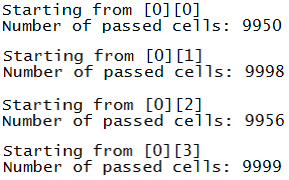 Starting from [0][0]
Number of passed cells: 9950
Starting from [0][1]
Number of passed cells: 9998
Starting from [0][2]
Number of passed cells: 9956
Starting from [0][3]
Number of passed cells: 9999